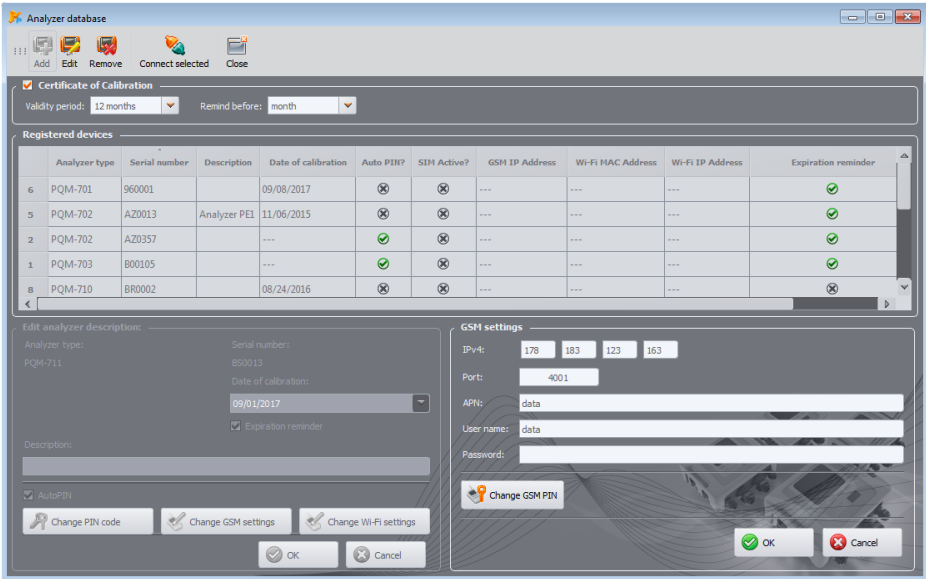 Analyzer database
Add Edit Remove Connect selected Close
Certificate of Calibration
Validity period: 12 months Remind before: month
Registered devices
Analyzer type Serial number Description Date of calibration Auto PIN? SIM Active? GSM IP Address Wi-Fi MAC Address Wi-Fi IP Address Expiration reminder
6 PQM-701 960001 09/08/2017 --- --- ---
5 PQM-702 AZ0013 Analyzer PE1 11/06/2015 --- --- ---
2 PQM-702 AZ0357 --- --- --- ---
1 PQM-703 B00105 --- --- --- ---
8 PQM-710 BR0002 08/24/2016 --- --- ---
Edit analyzer description:
Analyzer type: Serial number:
PQM-711 BS0013
Date of calibration:
09/01/2017
Expiration reminder
Description:
AutoPIN
Change PIN code Change GSM settings Change Wi-Fi settings
OK Cancel
GSM settings
IPv4: 178 183 123 163
Port: 4001
APN: data
User name: data
Password:
Change GSM PIN
OK Cancel